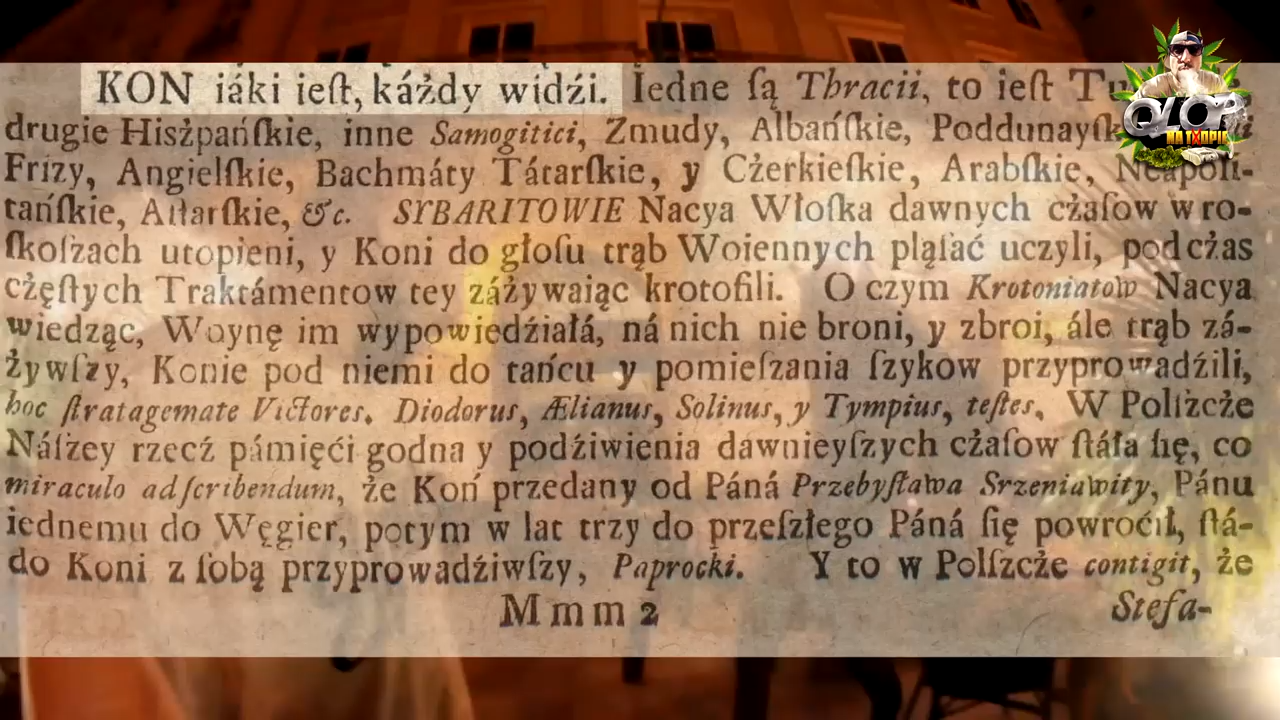 KON iáki ieſt, káżdy widźi. Iedne ſą Thracii, to ieſt
drugie Hiszpańſkie, inne Samogitici, Zmudy, Albańſkie,
Frizy, Angielſkie, Bachmáty Tátarſkie, y Czerkieſkie, Arabſkie, Neapoli-
tańſkie, Aſtarſkie, &c. SYBARITOWIE Nacya Włoſka dawnych czáſow w ro-
ſkoſzach utopieni, y Koni do głoſu trąb Woiennych pląſać uczyli, pod czas
częſtych Traktámentow tey záżywaiąc krotofili. O czym Krotoniatow Nacya
wiedząc, Woynę im wypowiedźiałá, ná nich nie broni, y zbroi, ále trąb zá-
żywſzy, Konie pod niemi do tańcu y pomieſzania ſzykow przyprowadźili,
hoc ſtratagemate Victores. Diodorus, Ælianus, Solinus, y Tympius, teſtes. W Polſzcze
Náſzey rzecź pámięći godna y podźiwienia dawnieyſzych czáſow ſtáła ſię, co
miraculo adſcribendum, że Koń przedany od Páná Przebyſława Srzeniawity, Pánu
iednemu do Węgier, potym w lat trzy do przeſzłego Páná ſię powroćił, ſtá-
do Koni z ſobą przyprowadźiwſzy, Paprocki. Y to w Polſzcze contigit, że
Mmm 2
Stefa-